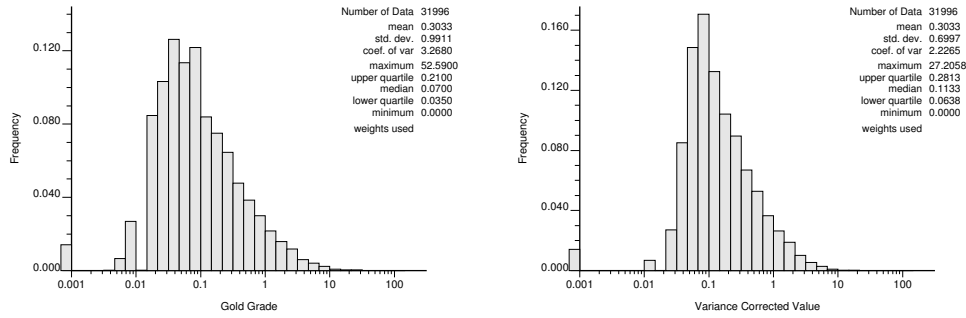 Number of Data 31996
mean 0.3033
std. dev. 0.9911
coef. of var 3.2680
maximum 52.5900
upper quartile 0.2100
median 0.0700
lower quartile 0.0350
minimum 0.0000
weights used
Frequency
0.120
0.080
0.040
0.000
0.001 0.01 0.1 1 10 100
Gold Grade
Number of Data 31996
mean 0.3033
std. dev. 0.6997
coef. of var 2.2265
maximum 27.2058
upper quartile 0.2813
median 0.1133
lower quartile 0.0638
minimum 0.0000
weights used
Frequency
0.160
0.120
0.080
0.040
0.000
0.001 0.01 0.1 1 10 100
Variance Corrected Value